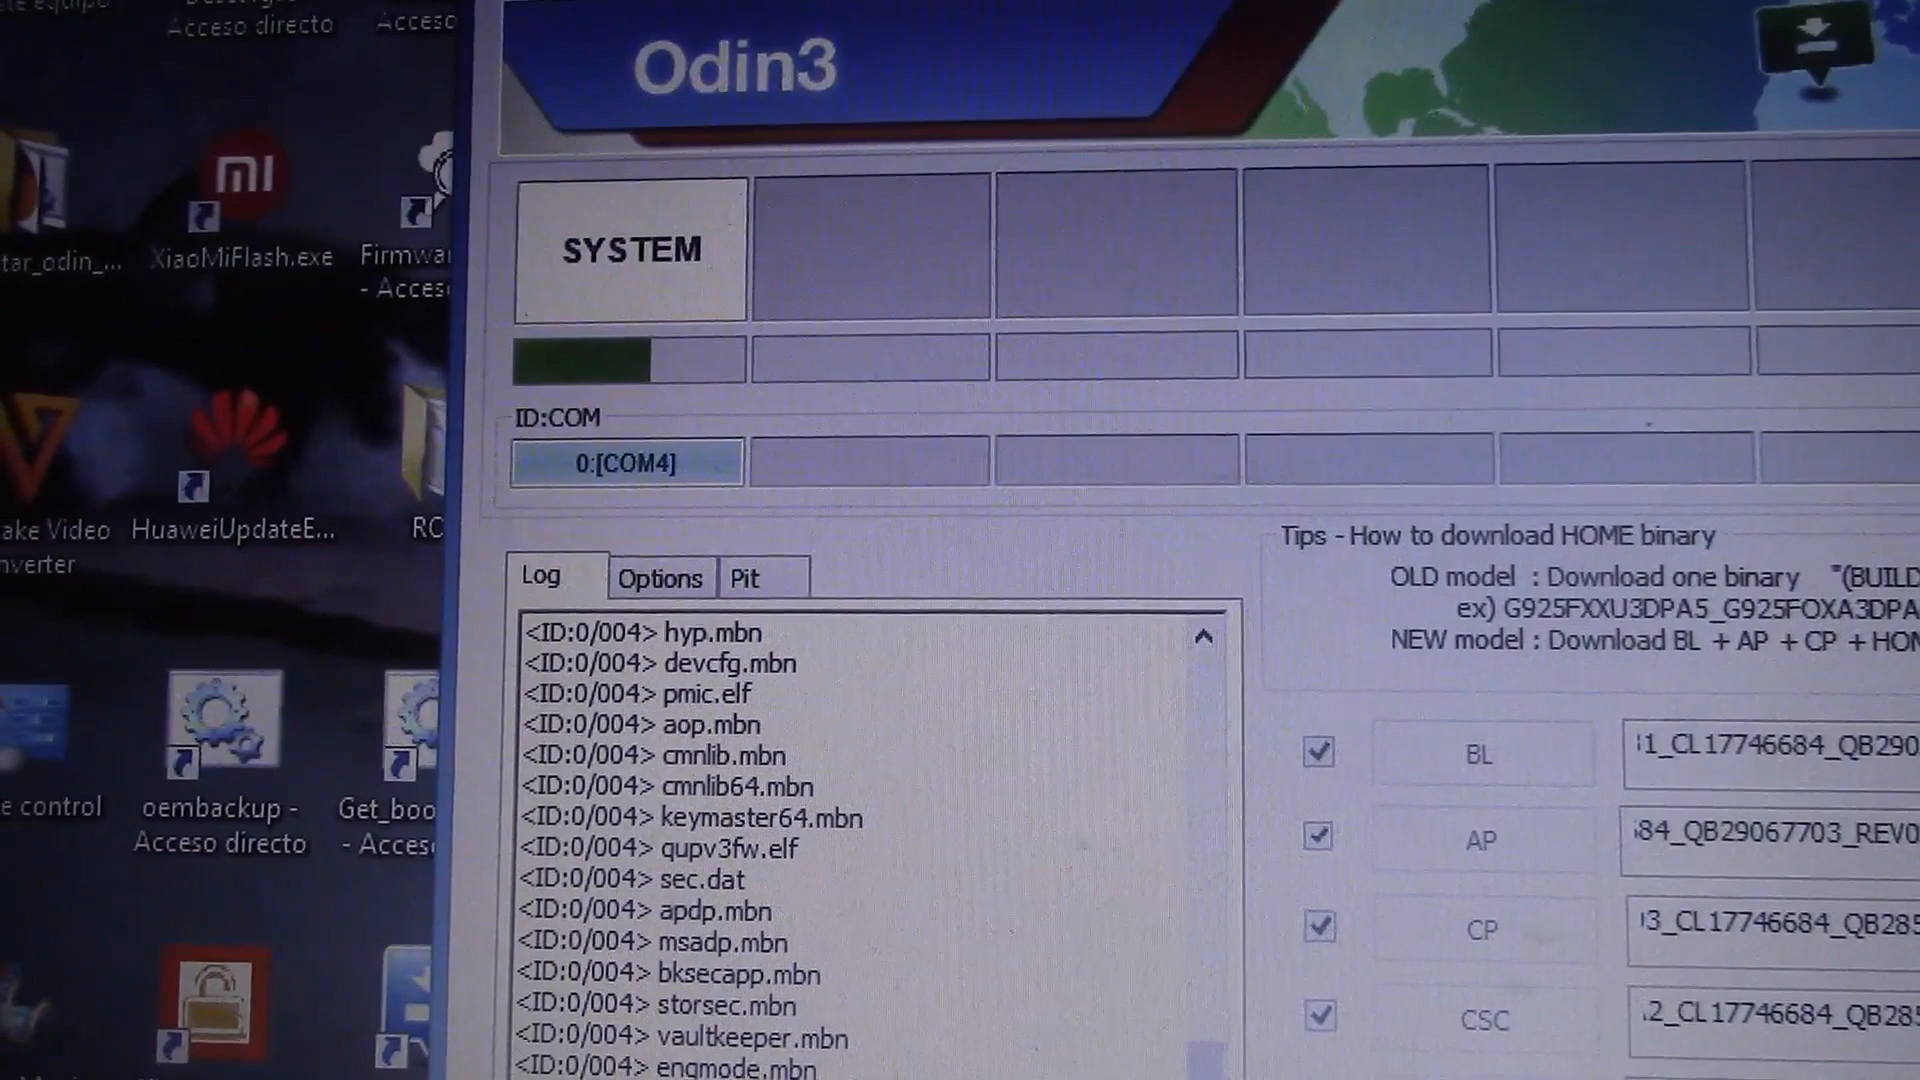 Acceso directo
Acceso
Odin3
mi
tar_odin_...
XiaoMiFlash.exe
Firmwa
- Acces
SYSTEM
ID:COM
0:[COM4]
ake Video
nverter
HuaweiUpdateE...
RC
Log
Options
Pit
Tips - How to download HOME binary
OLD model : Download one binary "(BUILD
ex) G925FXXU3DPA5_G925FOXA3DPA
NEW model : Download BL + AP + CP + HOM
<ID:0/004> hyp.mbn
<ID:0/004> devcfg.mbn
<ID:0/004> pmic.elf
<ID:0/004> aop.mbn
<ID:0/004> cmnlib.mbn
<ID:0/004> cmnlib64.mbn
<ID:0/004> keymaster64.mbn
<ID:0/004> qupv3fw.elf
<ID:0/004> sec.dat
<ID:0/004> apdp.mbn
<ID:0/004> msadp.mbn
<ID:0/004> bksecapp.mbn
<ID:0/004> storsec.mbn
<ID:0/004> vaultkeeper.mbn
<ID:0/004> engmode.mbn
BL
1_CL17746684_QB290
AP
84_QB29067703_REV0
CP
3_CL17746684_QB285
CSC
2_CL17746684_QB285
e control
oembackup -
Acceso directo
Get_boo
- Acces